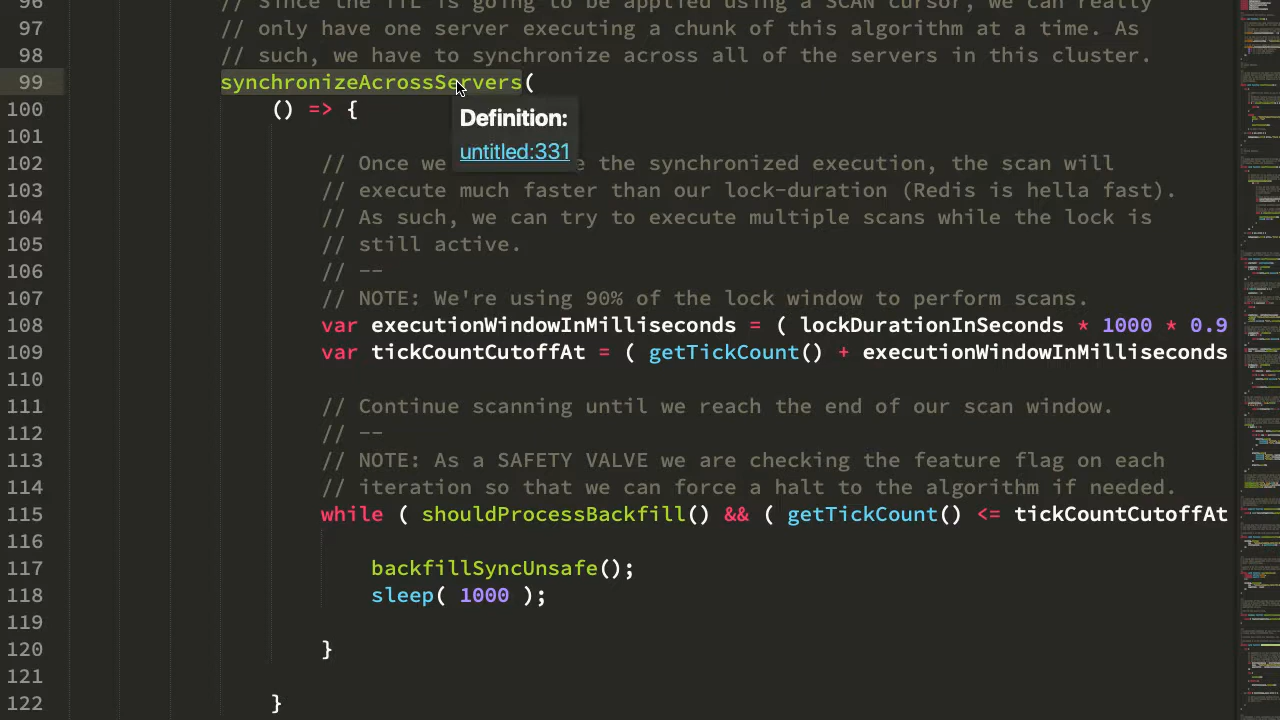 96 // Since the TTL is going to be applied using a SCAN cursor, we can really
97 // only have one server executing a chunk of this algorithm at a time. As
98 // such, we have to synchronize across all of the servers in this cluster.
99 synchronizeAcrossServers(
100 () => {
Definition:
101
untitled:331
102 // Once we e the synchronized execution, the scan will
103 // execute much faster than our lock-duration (Redis is hella fast).
104 // As such, we can try to execute multiple scans while the lock is
105 // still active.
106 // --
107 // NOTE: We're using 90% of the lock window to perform scans.
108 var executionWindowInMilliseconds = ( lockDurationInSeconds * 1000 * 0.9
109 var tickCountCutoffAt = ( getTickCount() + executionWindowInMilliseconds
110
111 // Continue scanning until we reach the end of our scan window.
112 // --
113 // NOTE: As a SAFETY VALVE we are checking the feature flag on each
114 // iteration so that we can force a halt to the algorithm if needed.
115 while ( shouldProcessBackfill() && ( getTickCount() <= tickCountCutoffAt
116
117 backfillSyncUnsafe();
118 sleep( 1000 );
119
120 }
121
122 }